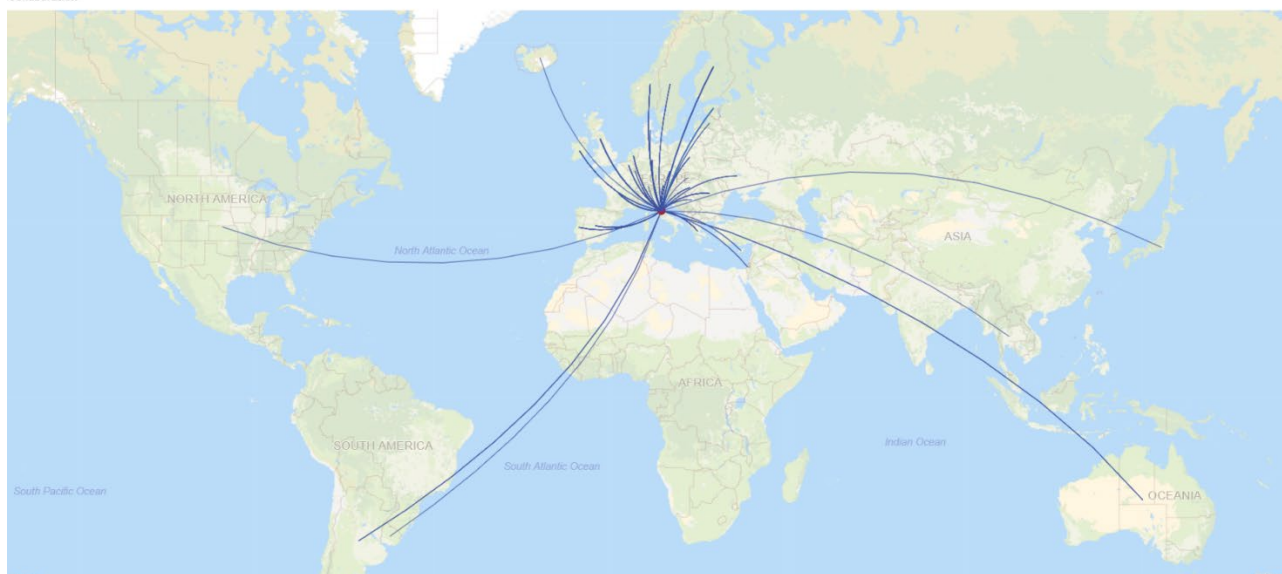 NORTH AMERICA
ASIA
North Atlantic Ocean
AFRICA
SOUTH AMERICA
Indian Ocean
South Atlantic Ocean
South Pacific Ocean
OCEANIA